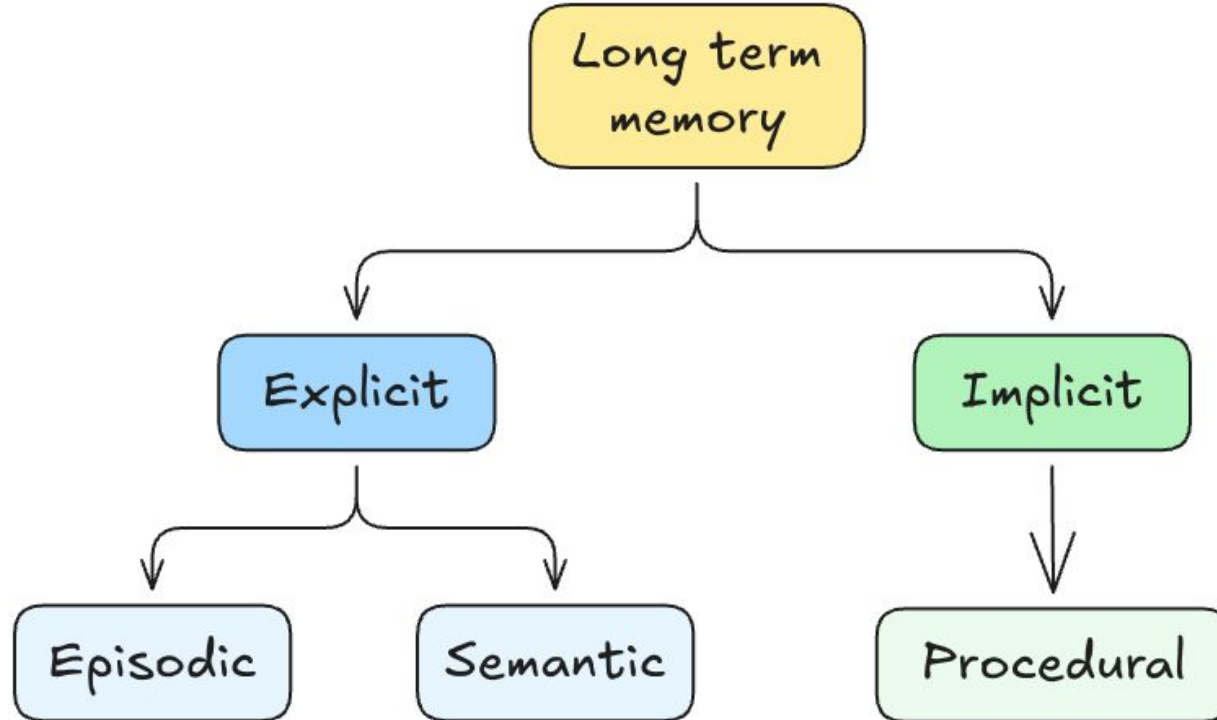 Long term
memory
Explicit
Implicit
Episodic
Semantic
Procedural